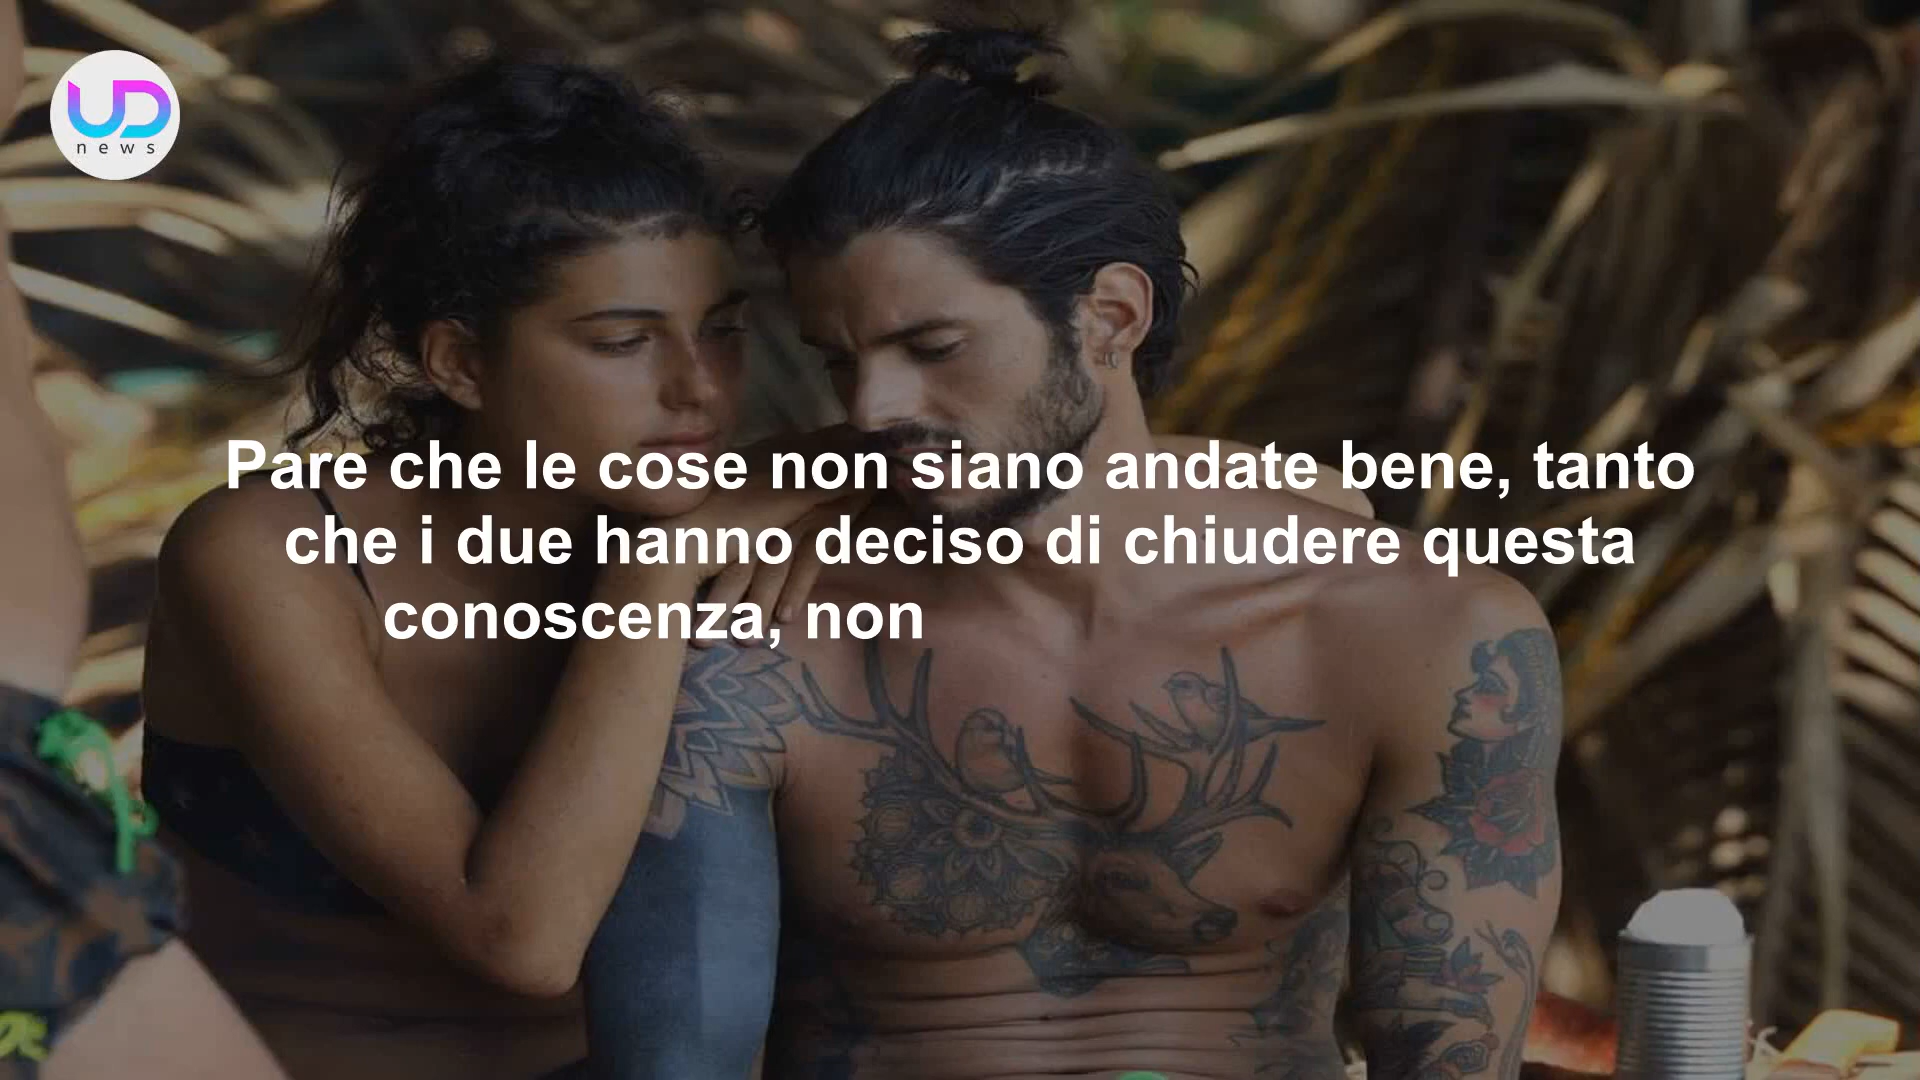 UD
news
Pare che le cose non siano andate bene, tanto
che i due hanno deciso di chiudere questa
conoscenza, non